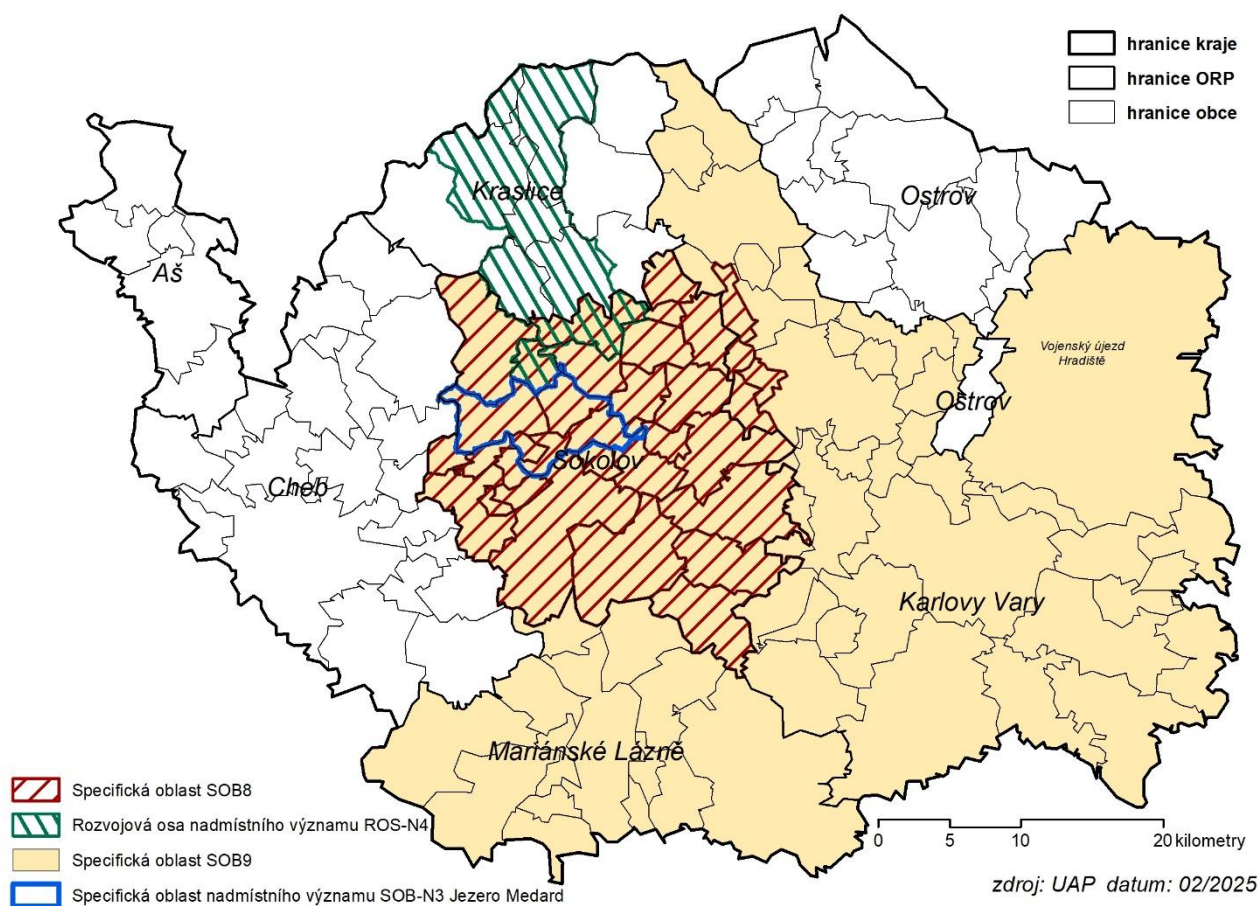 hranice kraje
hranice ORP
hranice obce
Kraslice
Ostrov
Aš
Vojenský újezd
Hradiště
Ostrov
Sokolov
Cheb
Karlovy Vary
Mariánské Lázně
Specifická oblast SOB8
Rozvojová osa nadmístního významu ROS-N4
Specifická oblast SOB9
Specifická oblast nadmístního významu SOB-N3 Jezero Medard
0 5 10 20 kilometry
zdroj: UAP datum: 02/2025